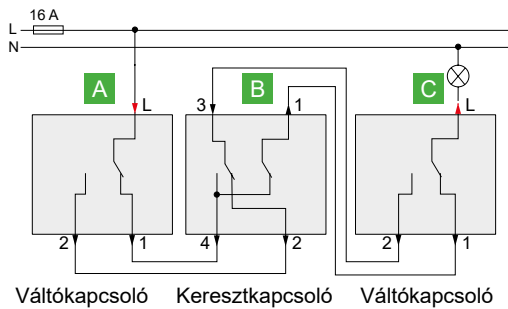 16 A
L
N
A B C
L 3 1 L
2 1 4 2 2 1
Váltókapcsoló Keresztkapcsoló Váltókapcsoló